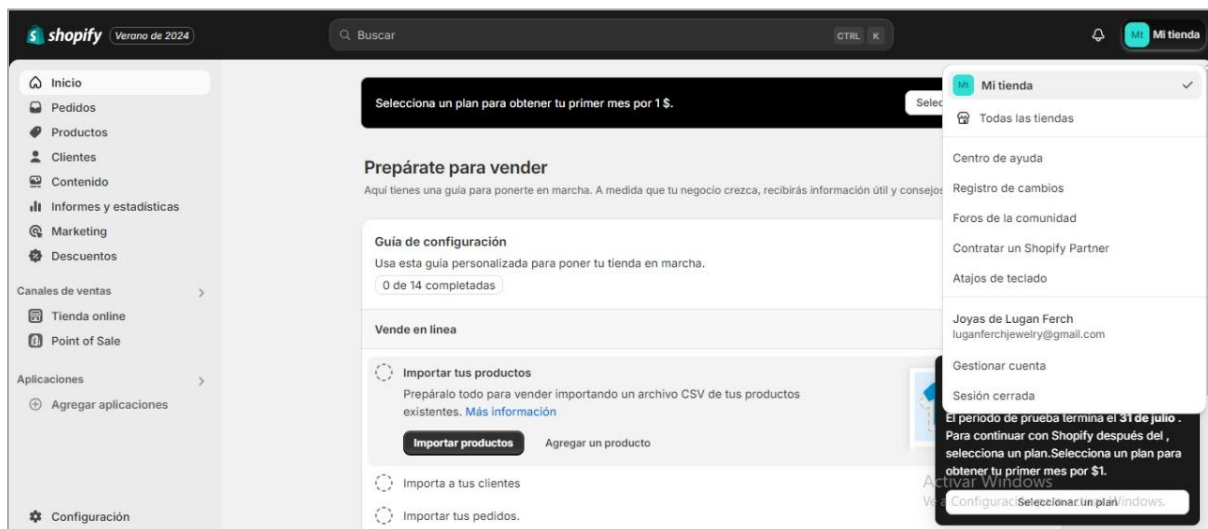 shopify Verano de 2024
Buscar
CTRL K
Mt Mi tienda
Inicio
Pedidos
Productos
Clientes
Contenido
Informes y estadísticas
Marketing
Descuentos
Canales de ventas
Tienda online
Point of Sale
Aplicaciones
Agregar aplicaciones
Configuración
Selecciona un plan para obtener tu primer mes por 1 $.
Prepárate para vender
Aquí tienes una guía para ponerte en marcha. A medida que tu negocio crezca, recibirás información útil y consejos
Guía de configuración
Usa esta guía personalizada para poner tu tienda en marcha.
0 de 14 completadas
Vende en línea
Importar tus productos
Prepáralo todo para vender importando un archivo CSV de tus productos
existentes. Más información
Importar productos Agregar un producto
Importa a tus clientes
Importar tus pedidos.
Mt Mi tienda
Todas las tiendas
Centro de ayuda
Registro de cambios
Foros de la comunidad
Contratar un Shopify Partner
Atajos de teclado
Joyas de Lugan Ferch
luganferchjewelry@gmail.com
Gestionar cuenta
Sesión cerrada
El periodo de prueba termina el 31 de julio .
Para continuar con Shopify después del ,
selecciona un plan.Selecciona un plan para
obtener tu primer mes por $1.
Activar Windows
Seleccionar un plan